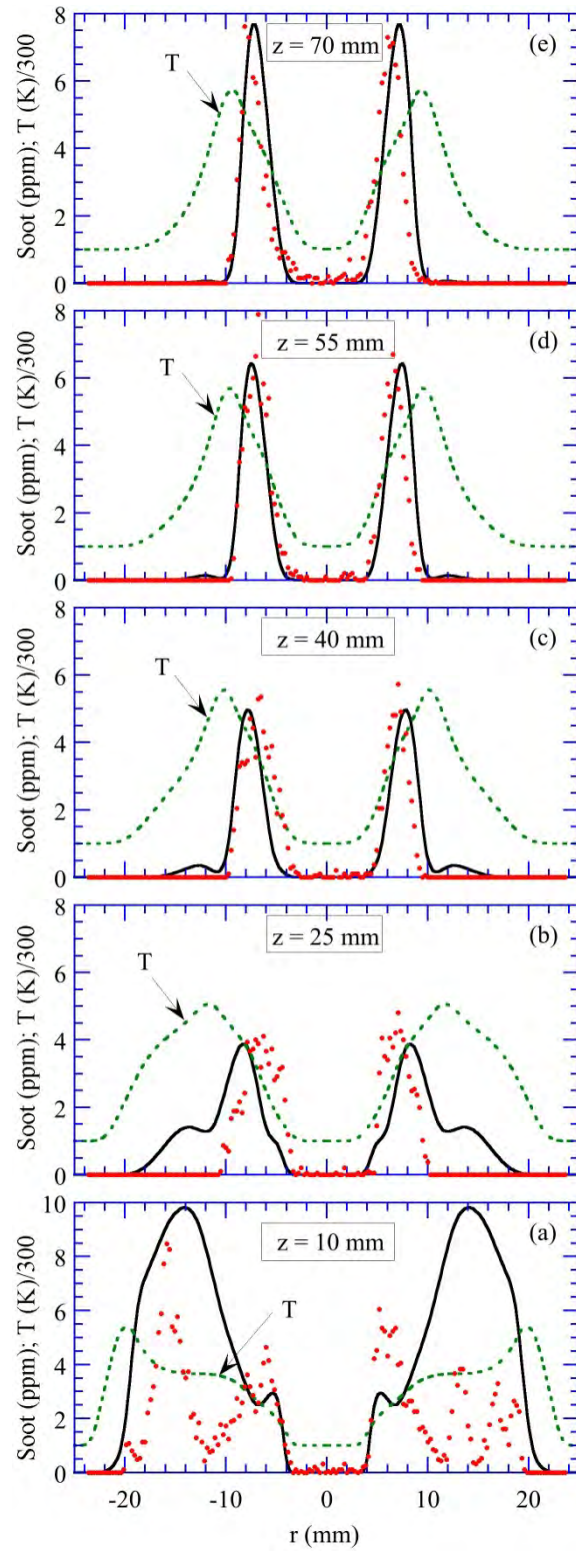 8
6
4
2
0
Soot (ppm); T (K)/300
T
z = 70 mm
(e)
8
6
4
2
0
Soot (ppm); T (K)/300
T
z = 55 mm
(d)
8
6
4
2
0
Soot (ppm); T (K)/300
T
z = 40 mm
(c)
8
6
4
2
0
Soot (ppm); T (K)/300
T
z = 25 mm
(b)
10
8
6
4
2
0
Soot (ppm); T (K)/300
z = 10 mm
(a)
T
-20 -10 0 10 20
r (mm)